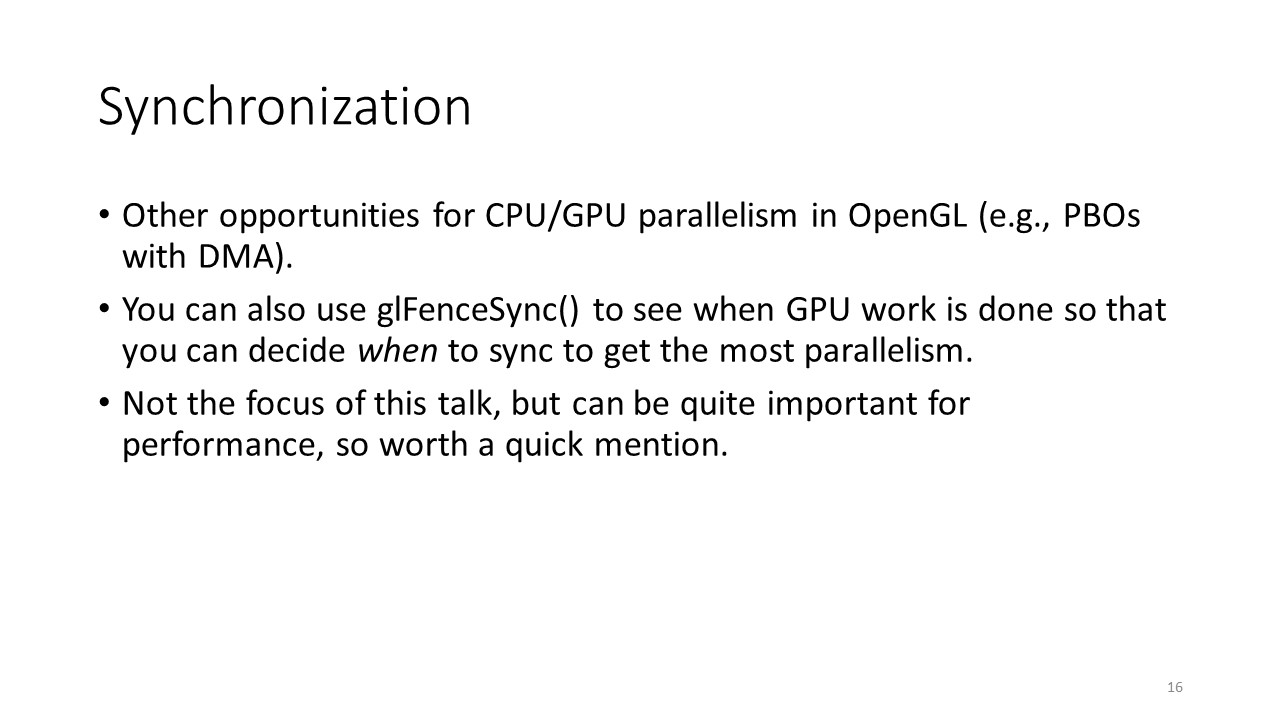 Synchronization
• Other opportunities for CPU/GPU parallelism in OpenGL (e.g., PBOs
with DMA).
• You can also use glFenceSync() to see when GPU work is done so that
you can decide when to sync to get the most parallelism.
• Not the focus of this talk, but can be quite important for
performance, so worth a quick mention.
16